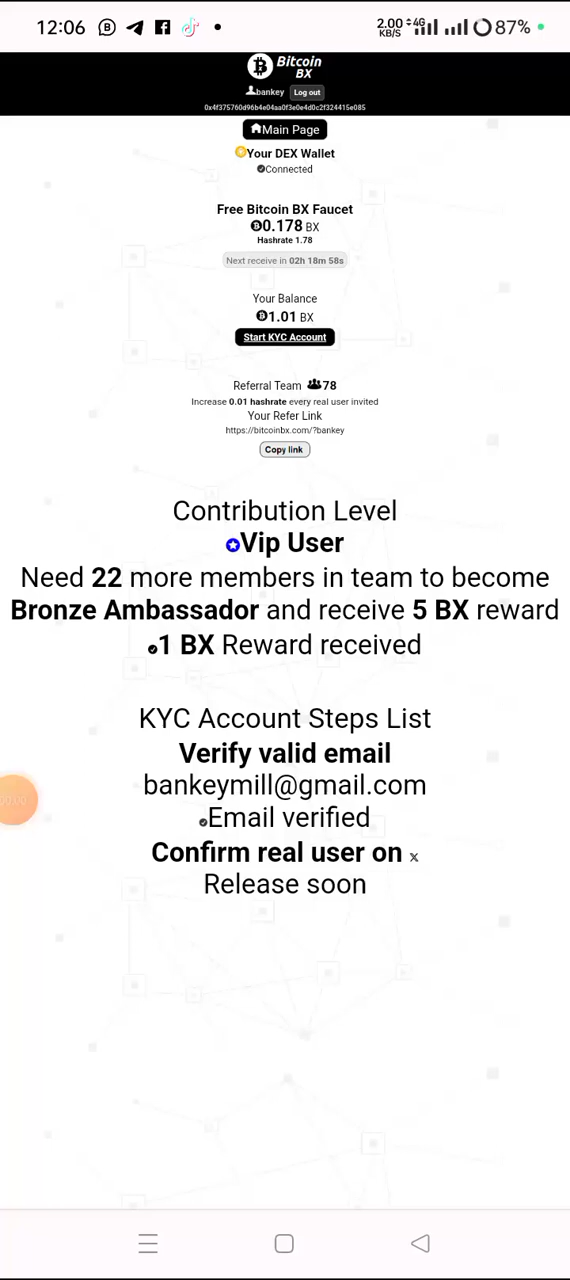 12:06 2.00 KB/S 4G 87%
Bitcoin
BX
bankey Log out
0x4f375760d96b4e04aa0f3e0e4d0c2f324415e085
Main Page
Your DEX Wallet
Connected
Free Bitcoin BX Faucet
0.178 BX
Hashrate 1.78
Next receive in 02h 18m 58s
Your Balance
1.01 BX
Start KYC Account
Referral Team 78
Increase 0.01 hashrate every real user invited
Your Refer Link
https://bitcoinbx.com/?bankey
Copy link
Contribution Level
Vip User
Need 22 more members in team to become
Bronze Ambassador and receive 5 BX reward
1 BX Reward received
KYC Account Steps List
Verify valid email
bankeymill@gmail.com
Email verified
Confirm real user on X
Release soon